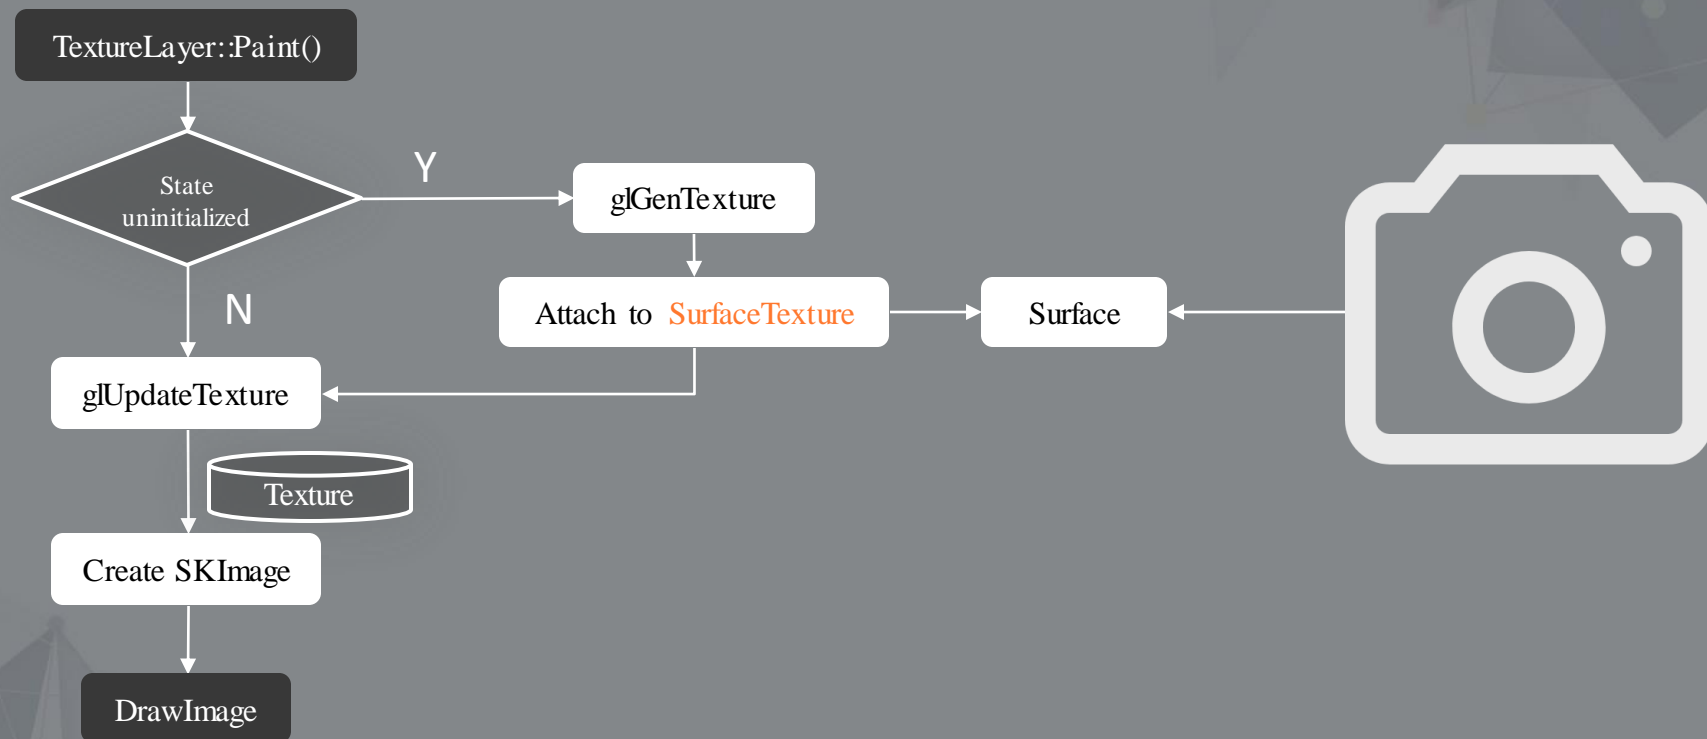 TextureLayer::Paint()
State
uninitialized
Y
N
glGenTexture
Attach to SurfaceTexture
Surface
glUpdateTexture
Texture
Create SKImage
DrawImage